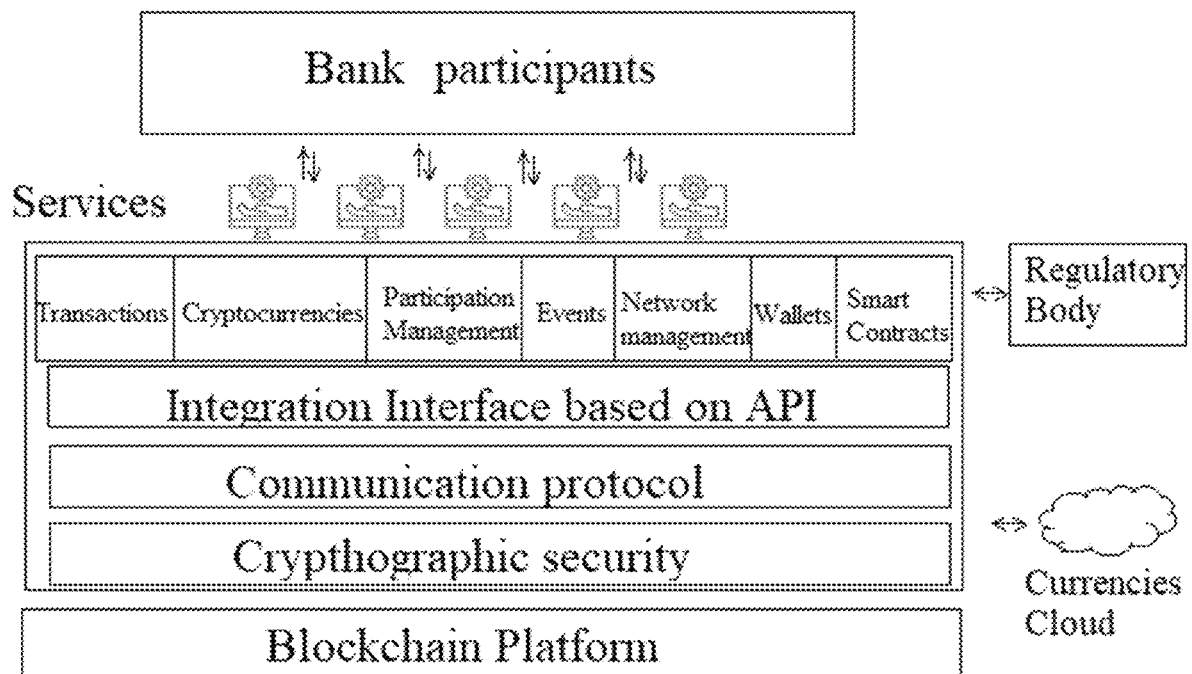 Bank participants
Services
Transactions
Cryptocurrencies
Participation
Management
Events
Network
management
Wallets
Smart
Contracts
Regulatory
Body
Integration Interface based on API
Communication protocol
Crypthographic security
Currencies
Cloud
Blockchain Platform